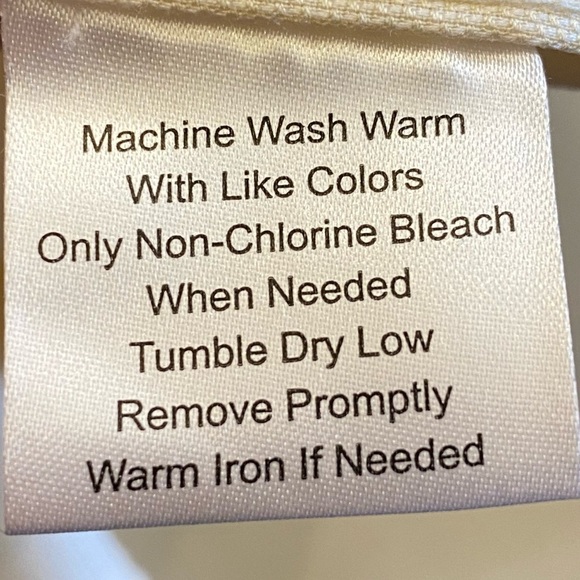 Machine Wash Warm
With Like Colors
Only Non-Chlorine Bleach
When Needed
Tumble Dry Low
Remove Promptly
Warm Iron If Needed